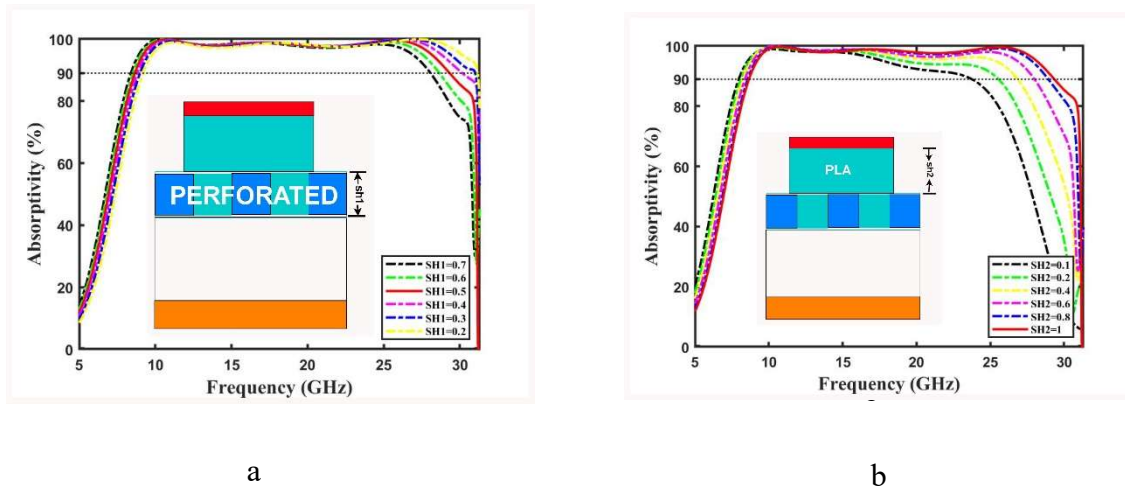 100
90
80
60
40
20
0
5
10
15
20
25
30
Absorptivity (%)
Frequency (GHz)
PERFORATED
sh1
SH1=0.7
SH1=0.6
SH1=0.5
SH1=0.4
SH1=0.3
SH1=0.2
a
100
90
80
60
40
20
0
5
10
15
20
25
30
Absorptivity (%)
Frequency (GHz)
PLA
sh2
SH2=0.1
SH2=0.2
SH2=0.4
SH2=0.6
SH2=0.8
SH2=1
b